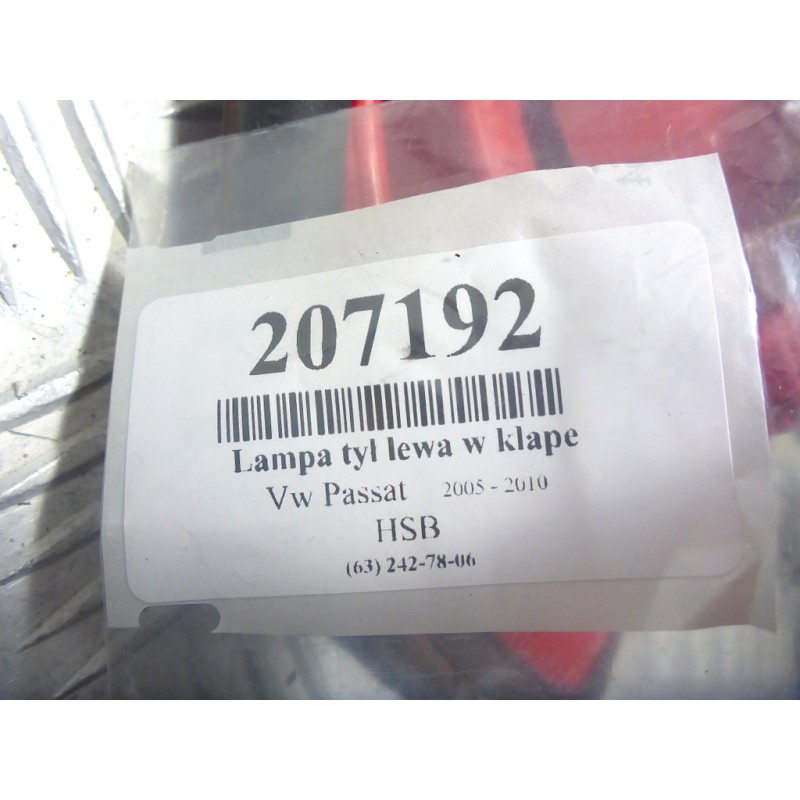 207192
Lampa tył lewa w klape
Vw Passat 2005 - 2010
HSB
(63) 242-78-06